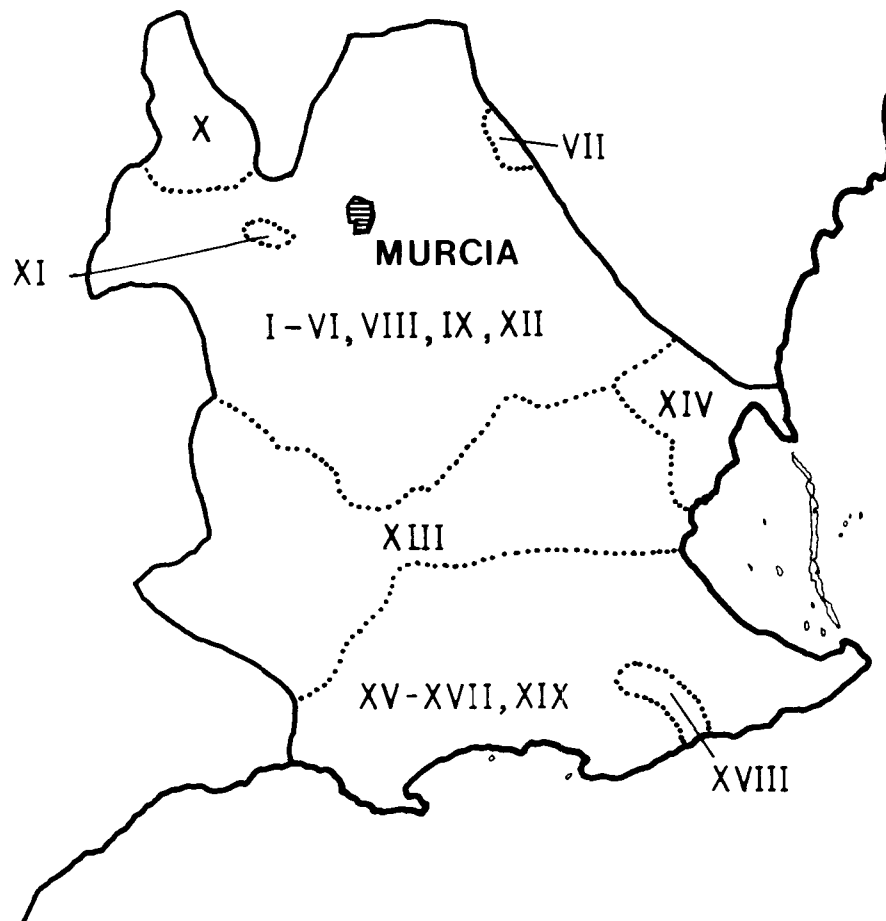 X
VII
XI
MURCIA
I-VI, VIII, IX, XII
XIV
XIII
XV-XVII, XIX
XVIII